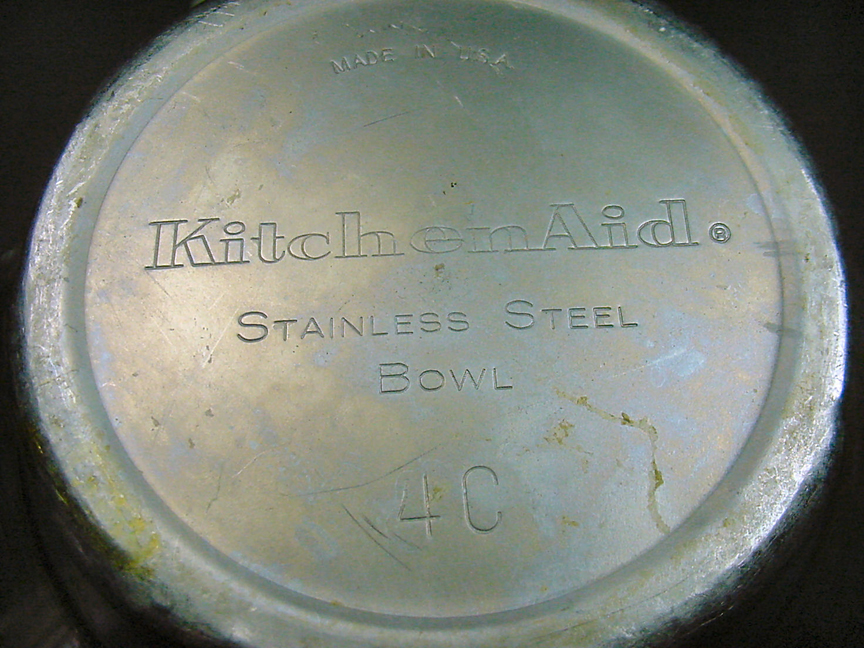 MADE IN U.S.A.
KitchenAid®
STAINLESS STEEL
BOWL
4C